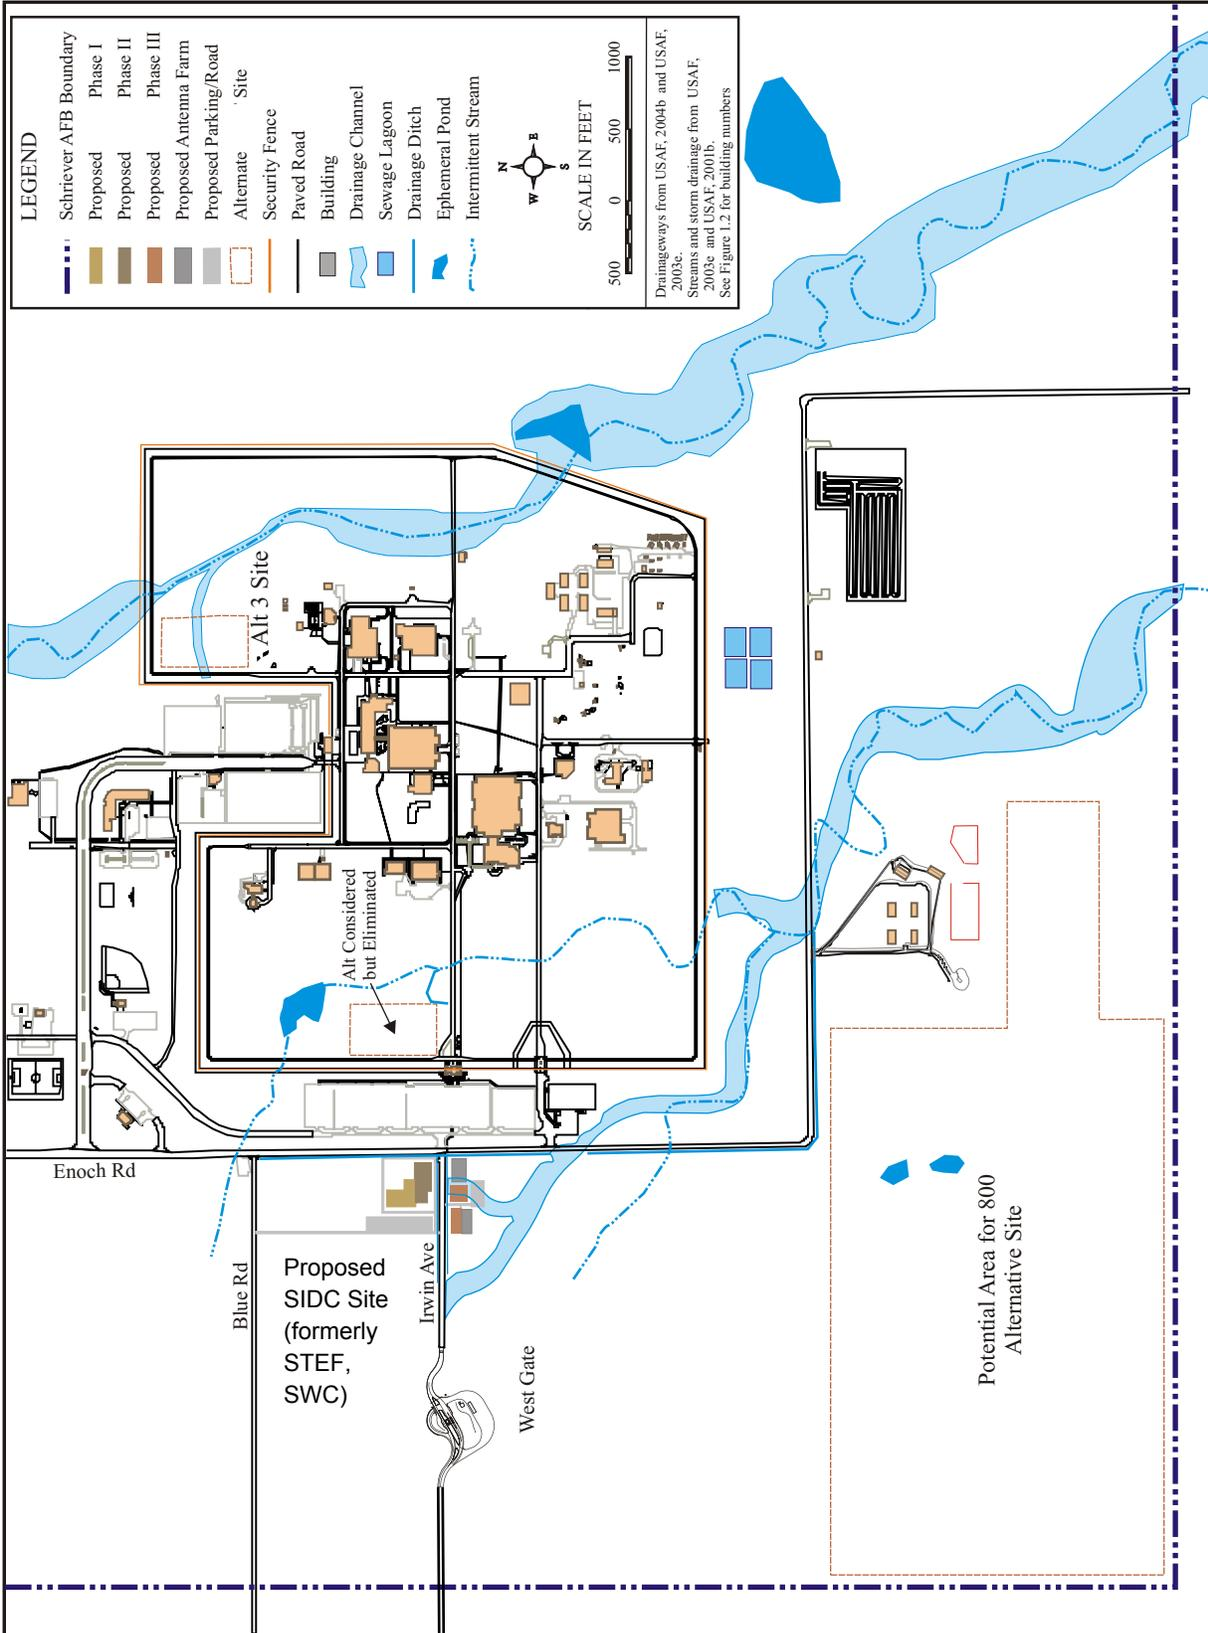 LEGEND
Schriever AFB Boundary
Proposed Phase I
Proposed Phase II
Proposed Phase III
Proposed Antenna Farm
Proposed Parking/Road
Alternate ' Site
Security Fence
Paved Road
Building
Drainage Channel
Sewage Lagoon
Drainage Ditch
Ephemeral Pond
Intermittent Stream
N
W E
S
SCALE IN FEET
500 0 500 1000
Drainageways from USAF, 2004b and USAF,
2003e.
Streams and storm drainage from USAF,
2003e and USAF, 2001b.
See Figure 1.2 for building numbers
Alt 3 Site
Alt Considered
but Eliminated
Enoch Rd
Blue Rd
Proposed
SIDC Site
(formerly
STEF,
SWC)
Irwin Ave
West Gate
Potential Area for 800
Alternative Site